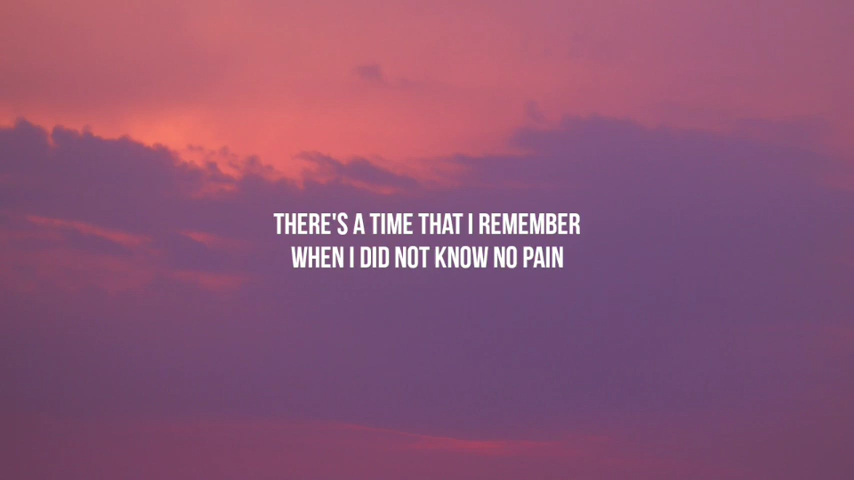 THERE'S A TIME THAT I REMEMBER
WHEN I DID NOT KNOW NO PAIN